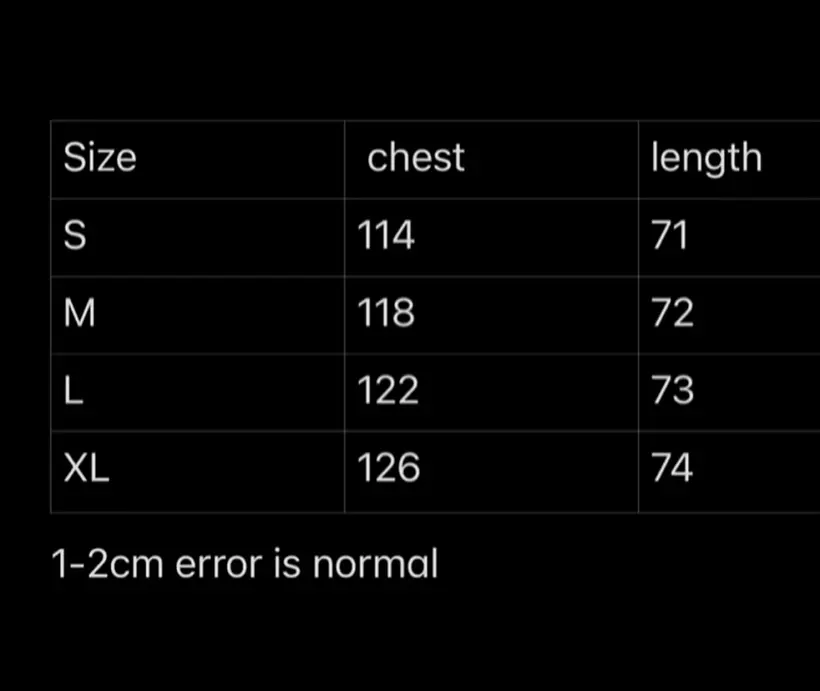 Size chest length
S 114 71
M 118 72
L 122 73
XL 126 74
1-2cm error is normal